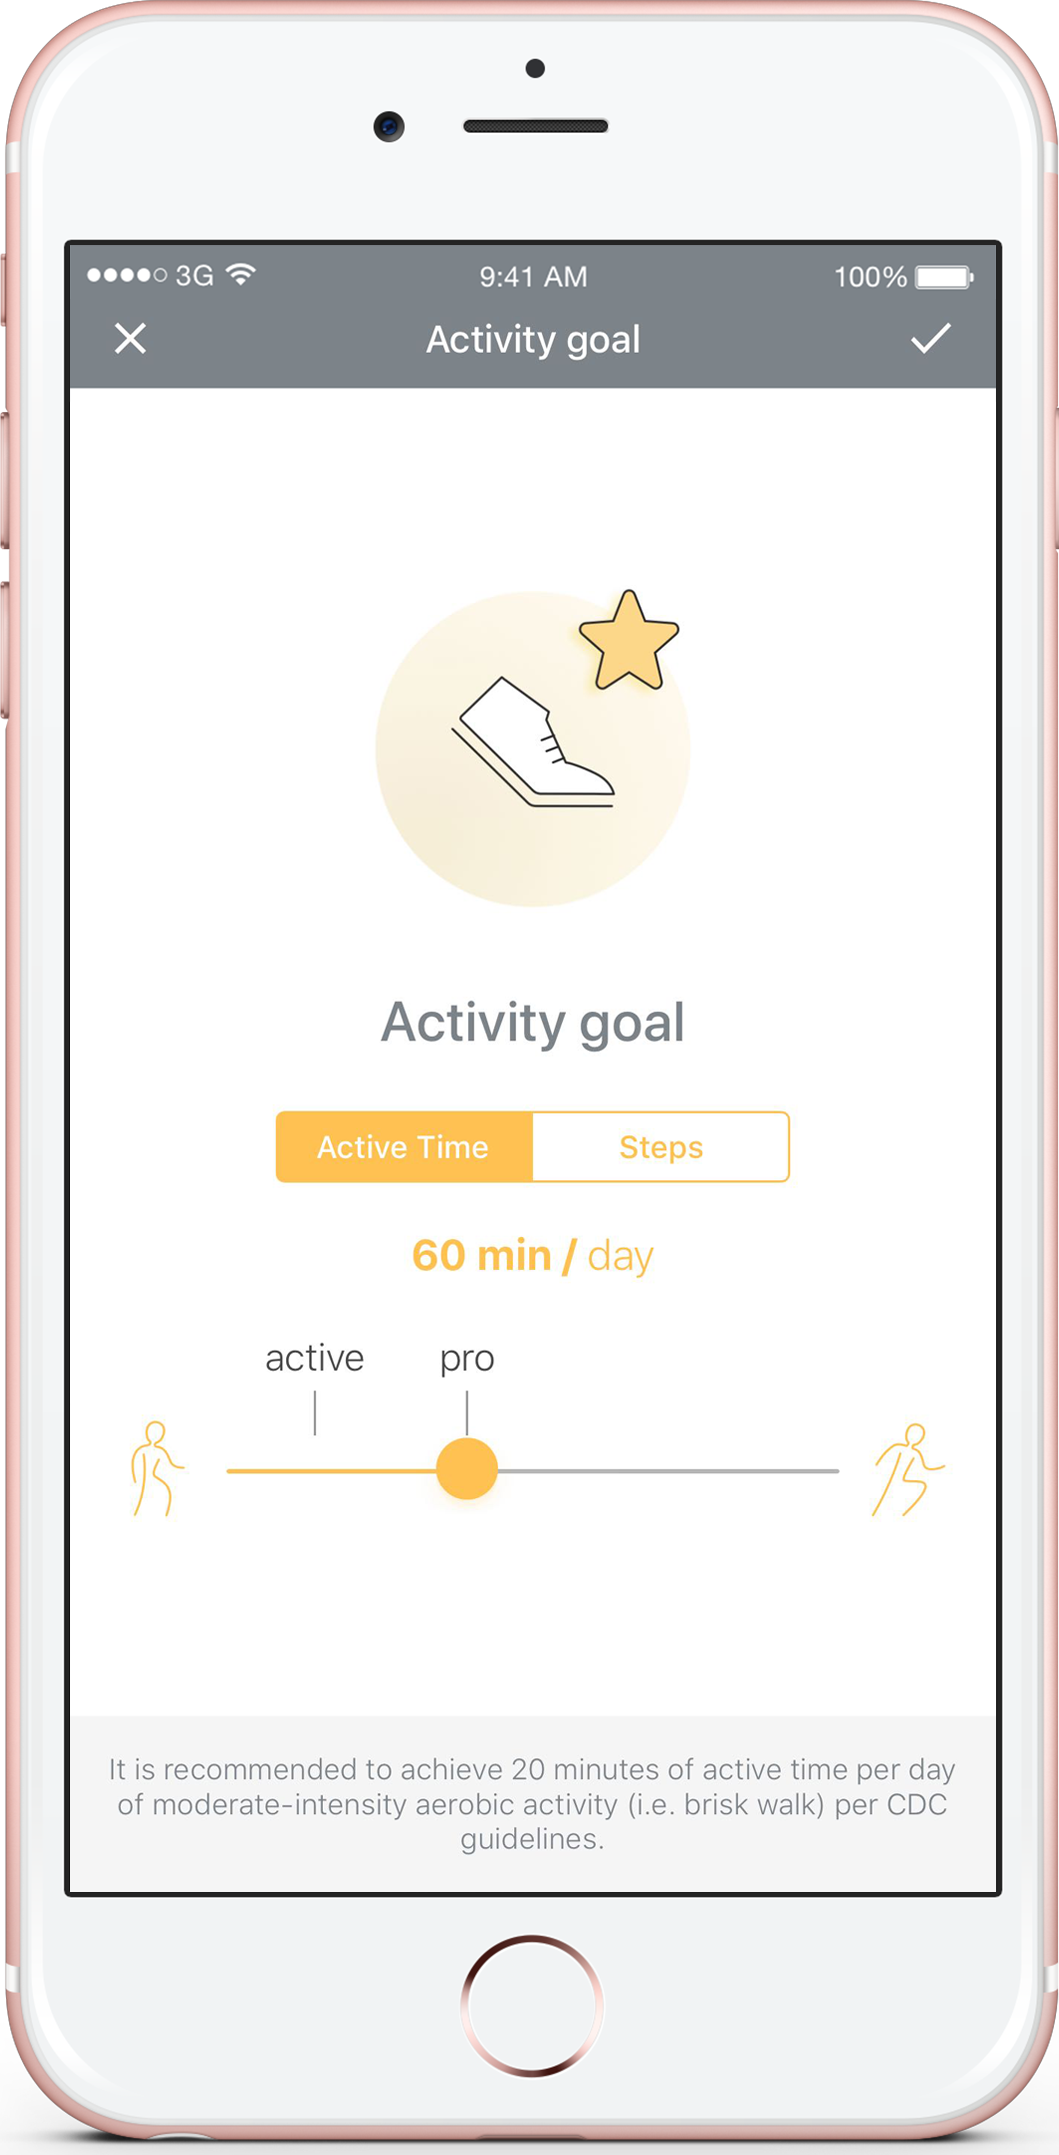 3G 9:41 AM 100%
Activity goal
Activity goal
Active Time Steps
60 min / day
active pro
It is recommended to achieve 20 minutes of active time per day
of moderate-intensity aerobic activity (i.e. brisk walk) per CDC
guidelines.